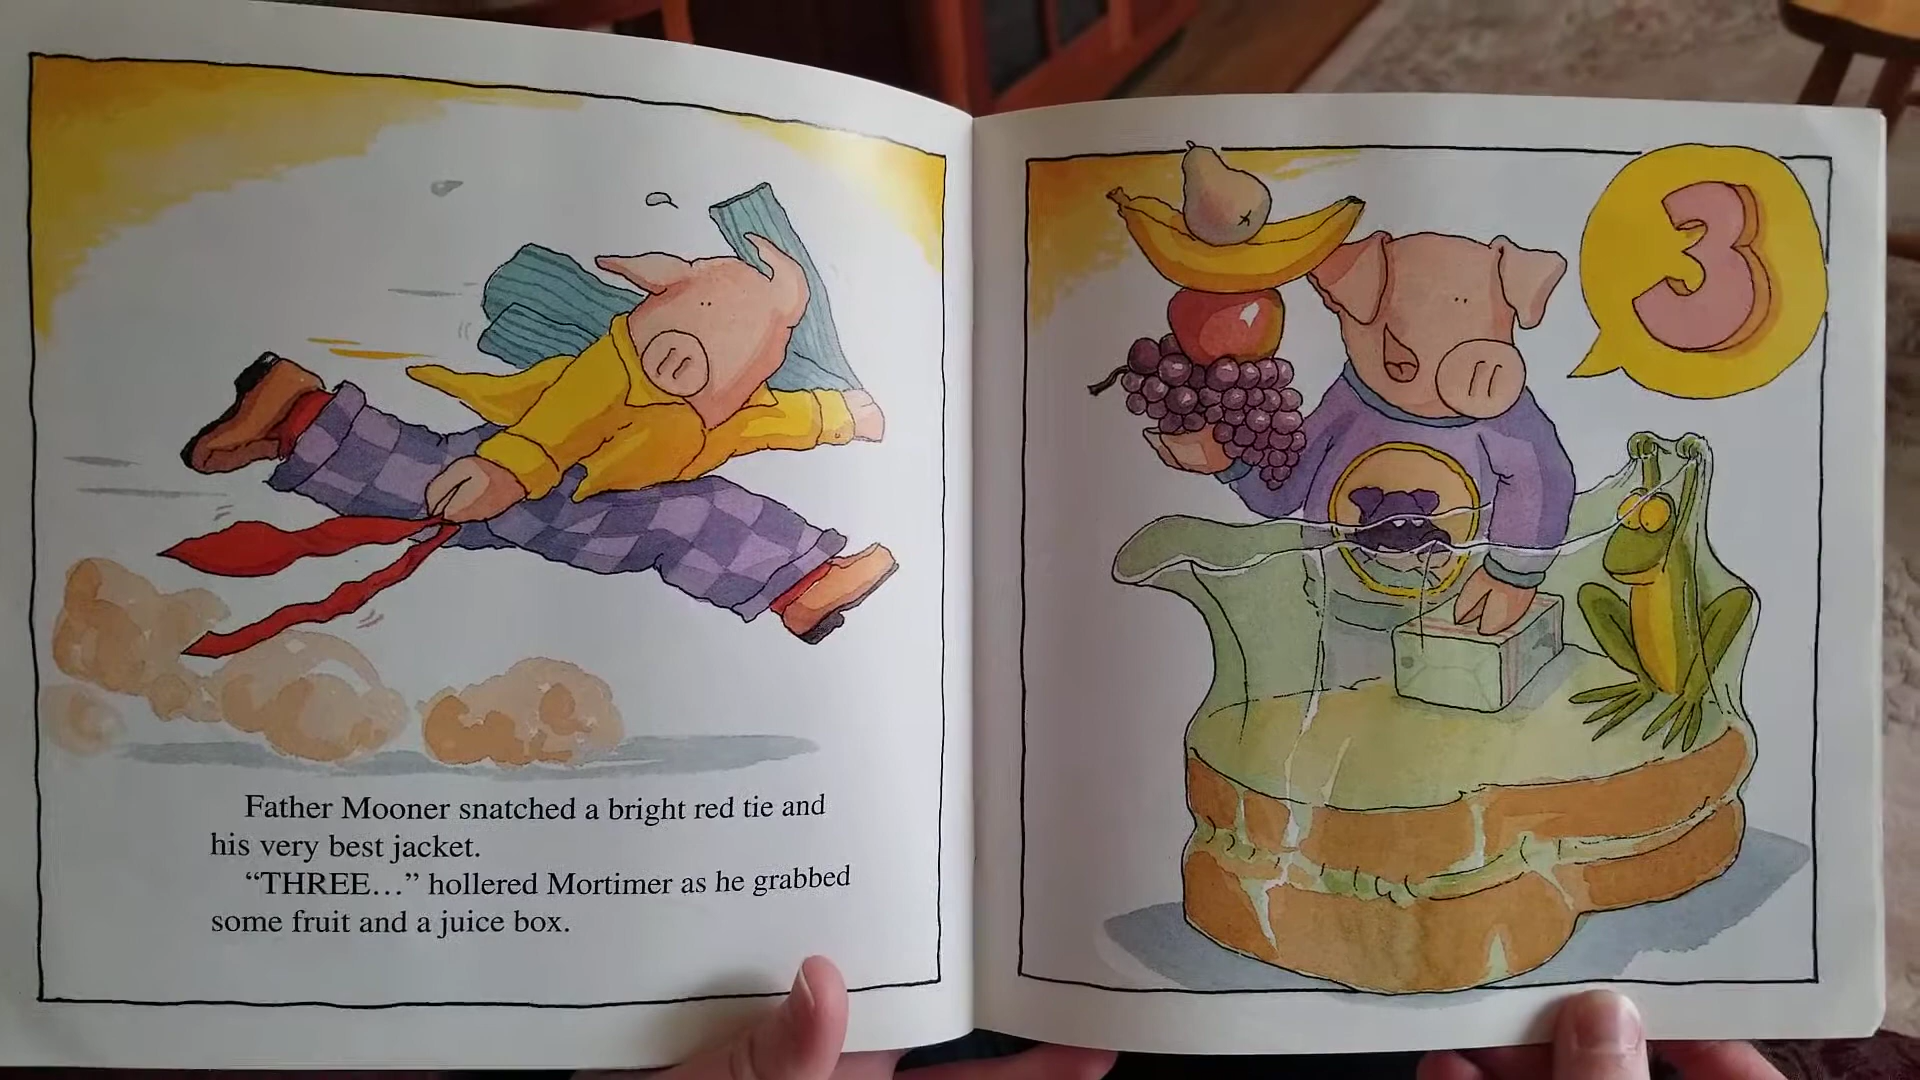 Father Mooner snatched a bright red tie and
his very best jacket.
“THREE…” hollered Mortimer as he grabbed
some fruit and a juice box.
3